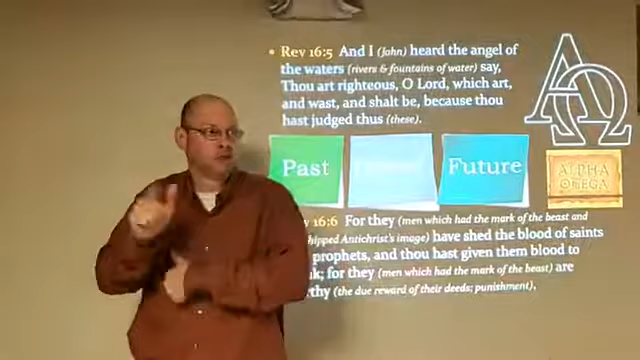 • Rev 16:5 And I (John) heard the angel of
the waters (rivers & fountains of water) say,
Thou art righteous, O Lord, which art,
and wast, and shalt be, because thou
hast judged thus (these).
ΑΩ
Past
Future
ALPHA
OMEGA
16:6 For they (men which had the mark of the beast and
hipped Antichrist's image) have shed the blood of saints
prophets, and thou hast given them blood to
k; for they (men which had the mark of the beast) are
thy (the due reward of their deeds; punishment).